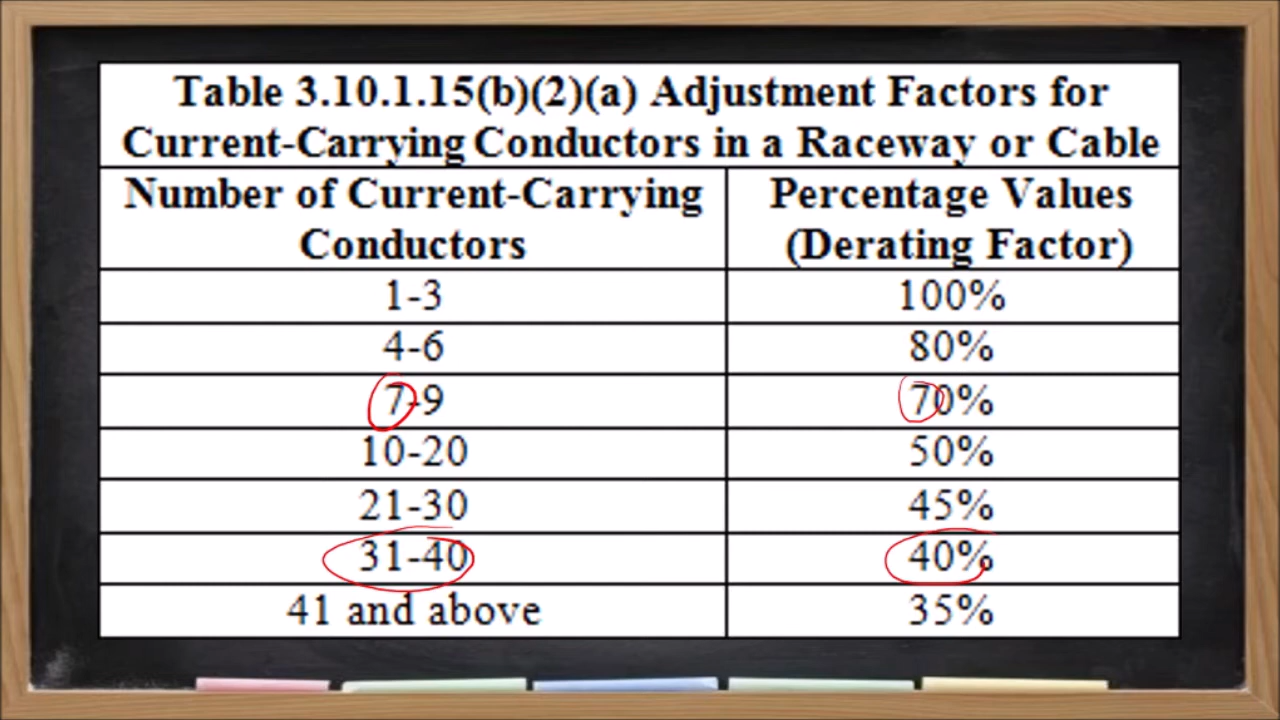 Table 3.10.1.15(b)(2)(a) Adjustment Factors for
Current-Carrying Conductors in a Raceway or Cable
Number of Current-Carrying
Conductors
Percentage Values
(Derating Factor)
1-3 100%
4-6 80%
7-9 70%
10-20 50%
21-30 45%
31-40 40%
41 and above 35%